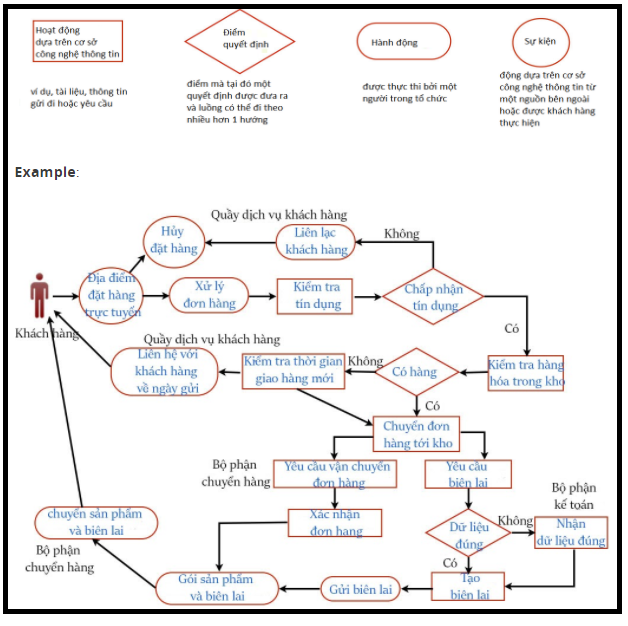 Hoạt động
dựa trên cơ sở
công nghệ thông tin
ví dụ, tài liệu, thông tin
gửi đi hoặc yêu cầu
Điểm
quyết định
điểm mà tại đó một
quyết định được đưa ra
và luồng có thể đi theo
nhiều hơn 1 hướng
Hành động
được thực thi bởi một
người trong tổ chức
Sự kiện
động dựa trên cơ sở
công nghệ thông tin từ
một nguồn bên ngoài
hoặc được khách hàng
thực hiện
Example:
Quầy dịch vụ khách hàng
Hủy
đặt hàng
Liên lạc
khách hàng
Không
Địa điểm
đặt hàng
trực tuyến
Xử lý
đơn hàng
Kiểm tra
tín dụng
Chấp nhận
tín dụng
Khách hàng
Có
Quầy dịch vụ khách hàng
Liên hệ với
khách hàng
về ngày gửi
Kiểm tra thời gian
giao hàng mới
Không
Có hàng
Kiểm tra hàng
hóa trong kho
Có
Chuyển đơn
hàng tới kho
Bộ phận
chuyển hàng
Yêu cầu vận chuyển
đơn hàng
Yêu cầu
biên lai
Bộ phận
kế toán
chuyển sản phẩm
và biên lai
Xác nhận
đơn hang
Dữ liệu
đúng
Không
Nhận
dữ liệu đúng
Bộ phận
chuyển hàng
Có
Gói sản phẩm
và biên lai
Gửi biên lai
Tạo
biên lai